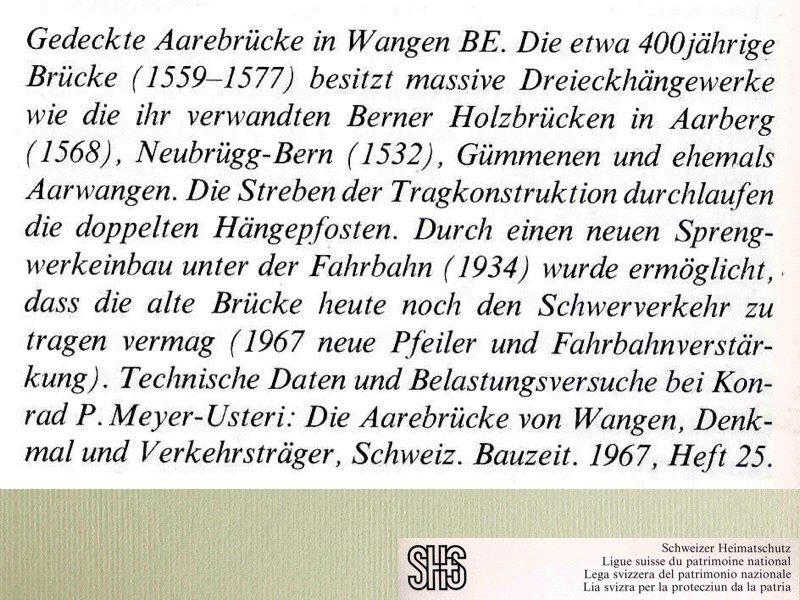 Gedeckte Aarebrücke in Wangen BE. Die etwa 400jährige
Brücke (1559–1577) besitzt massive Dreieckhängewerke
wie die ihr verwandten Berner Holzbrücken in Aarberg
(1568), Neubrügg-Bern (1532), Gümmenen und ehemals
Aarwangen. Die Streben der Tragkonstruktion durchlaufen
die doppelten Hängepfosten. Durch einen neuen Spreng-
werkeinbau unter der Fahrbahn (1934) wurde ermöglicht,
dass die alte Brücke heute noch den Schwerverkehr zu
tragen vermag (1967 neue Pfeiler und Fahrbahnverstär-
kung). Technische Daten und Belastungsversuche bei Kon-
rad P. Meyer-Usteri: Die Aarebrücke von Wangen, Denk-
mal und Verkehrsträger, Schweiz. Bauzeit. 1967, Heft 25.
SHS
Schweizer Heimatschutz
Ligue suisse du patrimoine national
Lega svizzera del patrimonio nazionale
Lia svizra per la protecziun da la patria